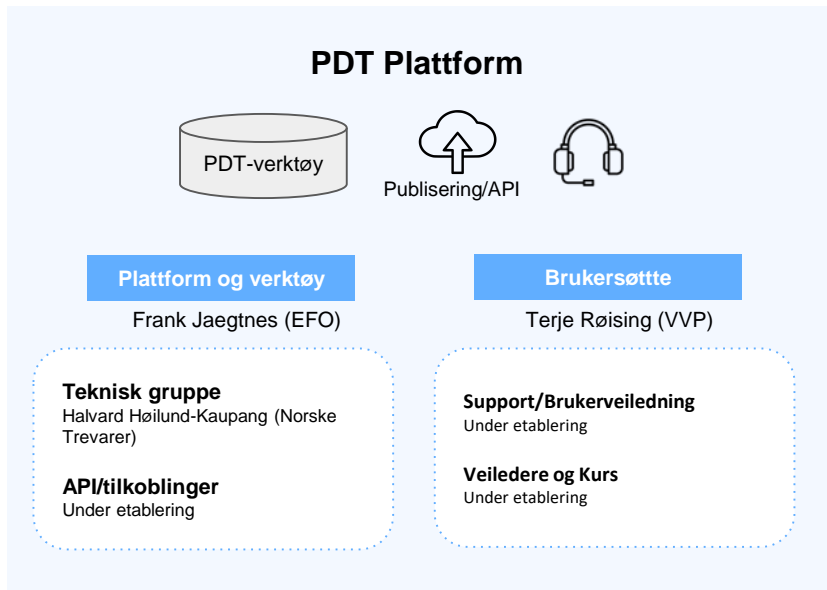 PDT Plattform
PDT-verktøy
Publisering/API
Plattform og verktøy
Frank Jaegtnes (EFO)
Teknisk gruppe
Halvard Høilund-Kaupang (Norske
Trevarer)
API/tilkoblinger
Under etablering
Brukersøttte
Terje Røising (VVP)
Support/Brukerveiledning
Under etablering
Veiledere og Kurs
Under etablering